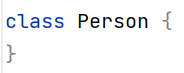 class Person {
}